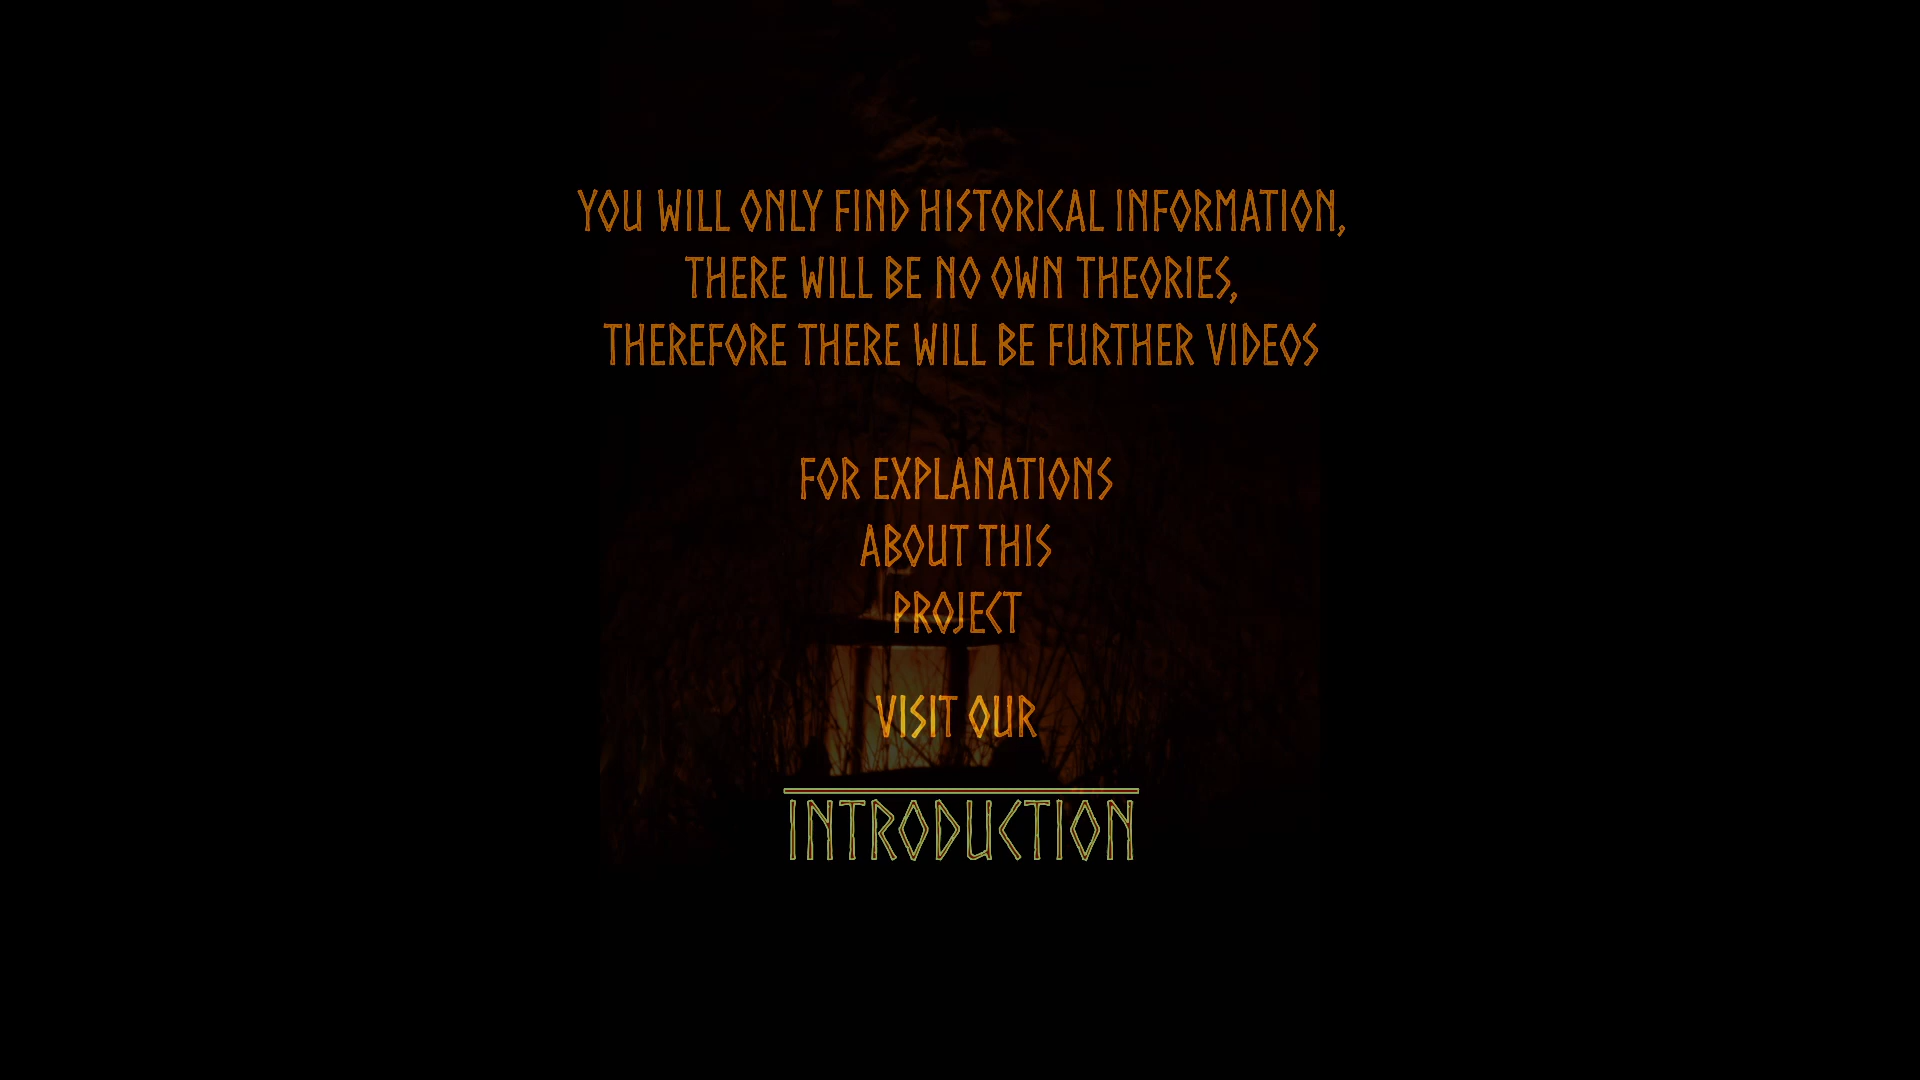 YOU WILL ONLY FIND HISTORICAL INFORMATION,
THERE WILL BE NO OWN THEORIES,
THEREFORE THERE WILL BE FURTHER VIDEOS
FOR EXPLANATIONS
ABOUT THIS
PROJECT
VISIT OUR
INTRODUCTION